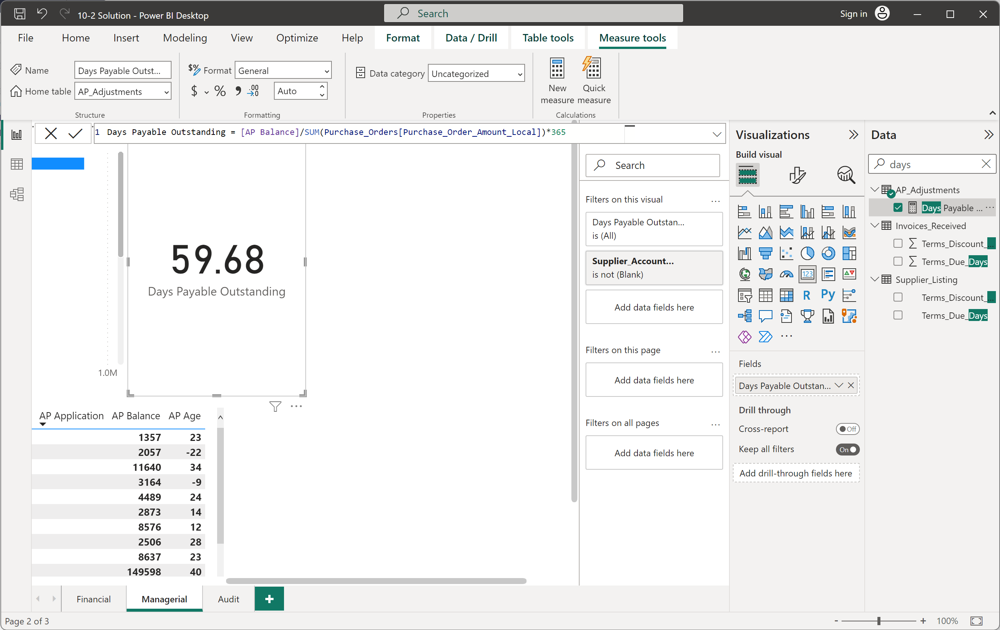 10-2 Solution - Power BI Desktop
Search
Sign in
File Home Insert Modeling View Optimize Help Format Data / Drill Table tools Measure tools
Name Days Payable Outst...
Home table AP_Adjustments
Structure
$% Format General
$ % , .00 →0 Auto
Formatting
Data category Uncategorized
Properties
New measure
Quick measure
Calculations
1 Days Payable Outstanding = [AP Balance]/SUM(Purchase_Orders[Purchase_Order_Amount_Local])*365
1.0M
59.68
Days Payable Outstanding
AP Application AP Balance AP Age
1357 23
2057 -22
11640 34
3164 -9
4489 24
2873 14
8576 12
2506 28
8637 23
149598 40
Search
Filters on this visual ...
Days Payable Outstan...
is (All)
Supplier_Account...
is not (Blank)
Add data fields here
Filters on this page ...
Add data fields here
Filters on all pages ...
Add data fields here
Visualizations
Build visual
123
R Py
...
Fields
Days Payable Outstan...
Drill through
Cross-report Off
Keep all filters On
Add drill-through fields here
Data
days
AP_Adjustments
Days Payable ... ...
Invoices_Received
Terms_Discount_...
Terms_Due_Days
Supplier_Listing
Terms_Discount_...
Terms_Due_Days
Financial Managerial Audit +
Page 2 of 3
- + 100%